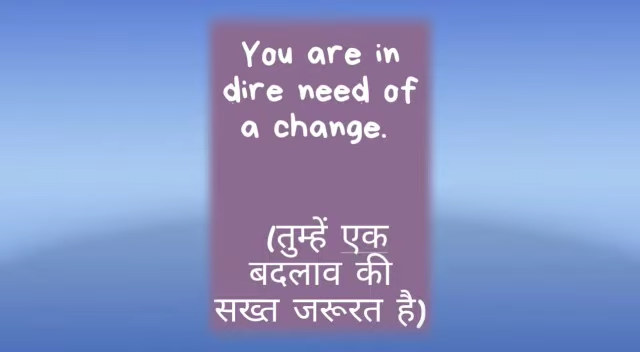 You are in
dire need of
a change.
(तुम्हें एक
बदलाव की
सख्त जरूरत है)